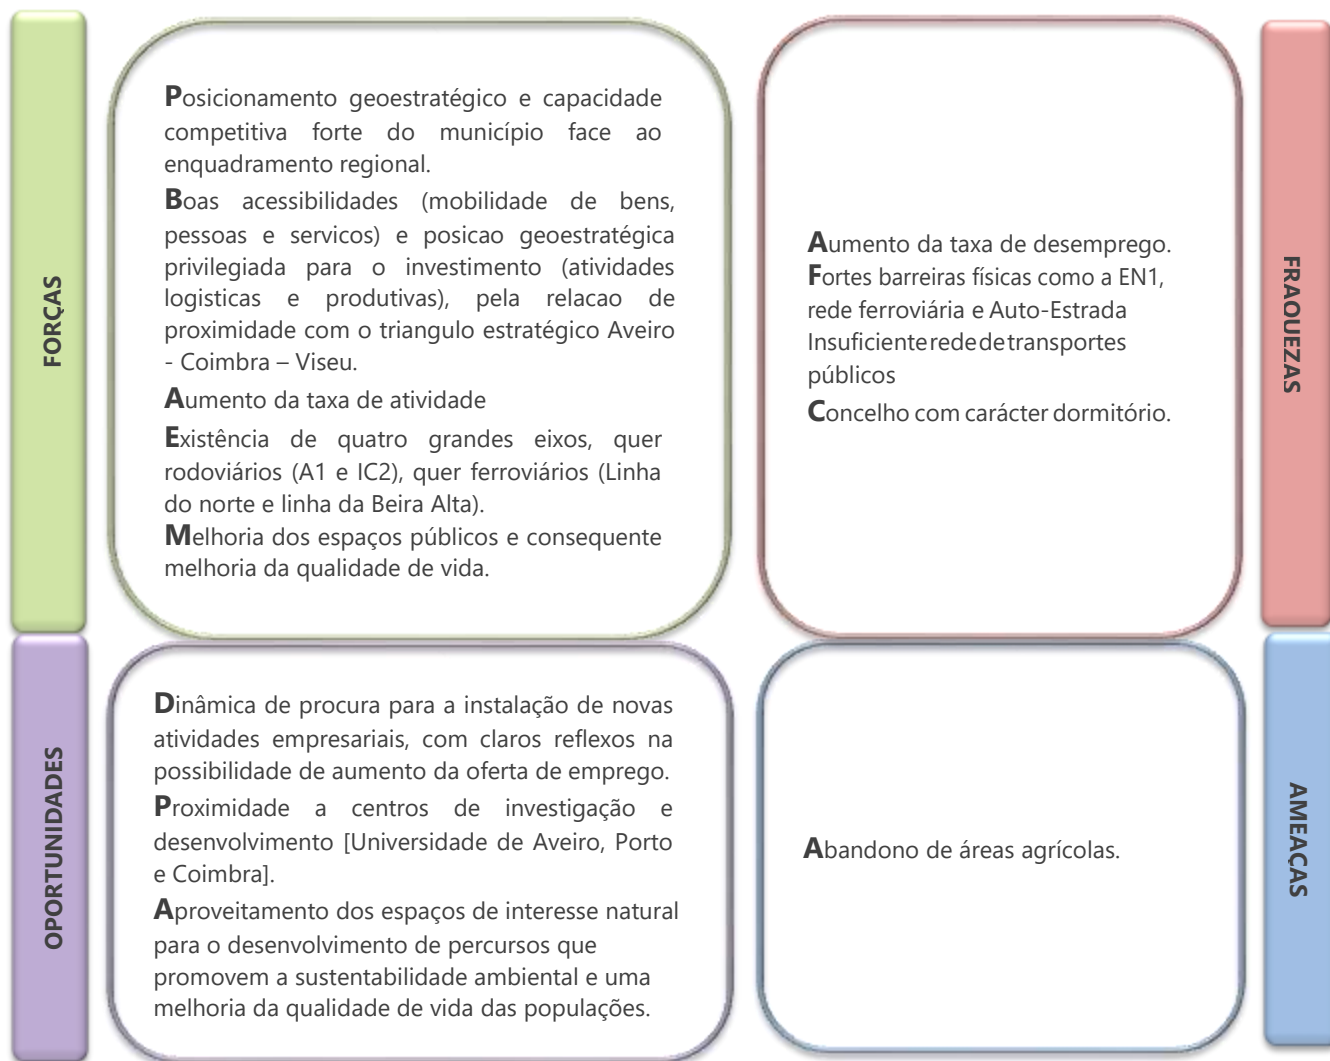 FORÇAS
Posicionamento geoestratégico e capacidade
competitiva forte do município face ao
enquadramento regional.
Boas acessibilidades (mobilidade de bens,
pessoas e servicos) e posicao geoestratégica
privilegiada para o investimento (atividades
logisticas e produtivas), pela relacao de
proximidade com o triangulo estratégico Aveiro
- Coimbra – Viseu.
Aumento da taxa de atividade
Existência de quatro grandes eixos, quer
rodoviários (A1 e IC2), quer ferroviários (Linha
do norte e linha da Beira Alta).
Melhoria dos espaços públicos e consequente
melhoria da qualidade de vida.
FRAQUEZAS
Aumento da taxa de desemprego.
Fortes barreiras físicas como a EN1,
rede ferroviária e Auto-Estrada
Insuficiente rede de transportes
públicos
Concelho com carácter dormitório.
OPORTUNIDADES
Dinâmica de procura para a instalação de novas
atividades empresariais, com claros reflexos na
possibilidade de aumento da oferta de emprego.
Proximidade a centros de investigação e
desenvolvimento [Universidade de Aveiro, Porto
e Coimbra].
Aproveitamento dos espaços de interesse natural
para o desenvolvimento de percursos que
promovem a sustentabilidade ambiental e uma
melhoria da qualidade de vida das populações.
AMEAÇAS
Abandono de áreas agrícolas.